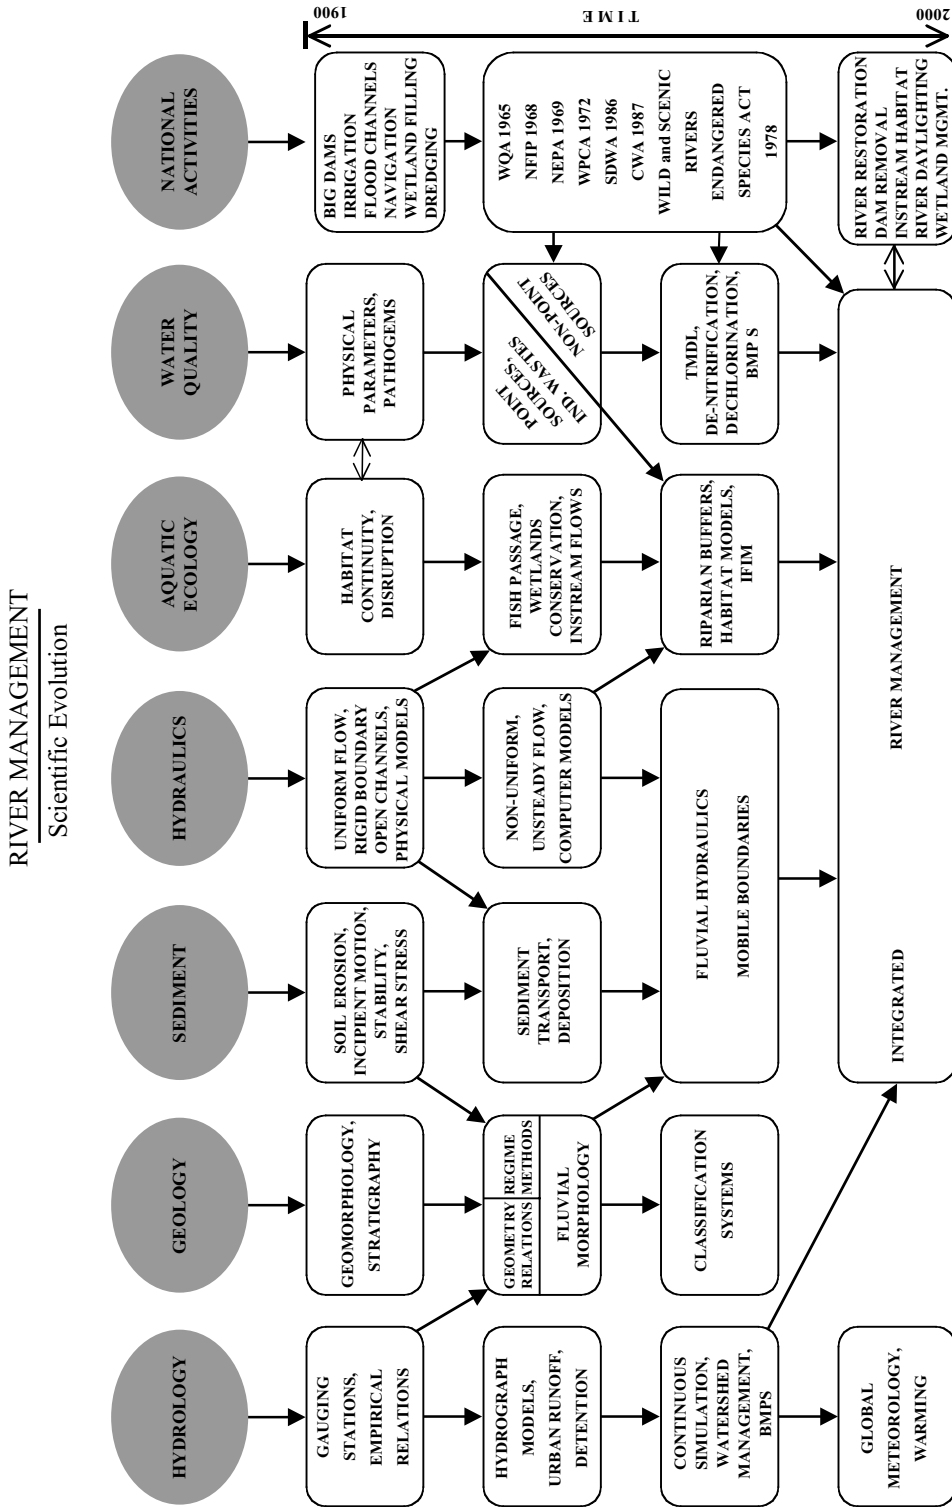 RIVER MANAGEMENT
Scientific Evolution
HYDROLOGY
GEOLOGY
SEDIMENT
HYDRAULICS
AQUATIC
ECOLOGY
WATER
QUALITY
NATIONAL
ACTIVITIES
GAUGING
STATIONS,
EMPIRICAL
RELATIONS
GEOMORPHOLOGY,
STRATIGRAPHY
SOIL EROSION,
INCIPIENT MOTION,
STABILITY,
SHEAR STRESS
UNIFORM FLOW,
RIGID BOUNDARY
OPEN CHANNELS,
PHYSICAL MODELS
HABITAT
CONTINUITY,
DISRUPTION
PHYSICAL
PARAMETERS,
PATHOGEMS
BIG DAMS
IRRIGATION
FLOOD CHANNELS
NAVIGATION
WETLAND FILLING
DREDGING
1900
TIME
2000
HYDROGRAPH
MODELS,
URBAN RUNOFF,
DETENTION
GEOMETRY
RELATIONS
REGIME
METHODS
FLUVIAL
MORPHOLOGY
SEDIMENT
TRANSPORT,
DEPOSITION
NON-UNIFORM,
UNSTEADY FLOW,
COMPUTER MODELS
FISH PASSAGE,
WETLANDS
CONSERVATION,
INSTREAM FLOWS
POINT
SOURCES,
IND. WASTES
NON-POINT
SOURCES
WQA 1965
NFIP 1968
NEPA 1969
WPCA 1972
SDWA 1986
CWA 1987
WILD and SCENIC
RIVERS
ENDANGERED
SPECIES ACT
1978
CONTINUOUS
SIMULATION,
WATERSHED
MANAGEMENT,
BMPS
CLASSIFICATION
SYSTEMS
FLUVIAL HYDRAULICS
MOBILE BOUNDARIES
RIPARIAN BUFFERS,
HABITAT MODELS,
IFIM
TMDL,
DE-NITRIFICATION,
DECHLORINATION,
BMP S
GLOBAL
METEOROLOGY,
WARMING
INTEGRATED RIVER MANAGEMENT
RIVER RESTORATION
DAM REMOVAL
INSTREAM HABITAT
RIVER DAYLIGHTING
WETLAND MGMT.